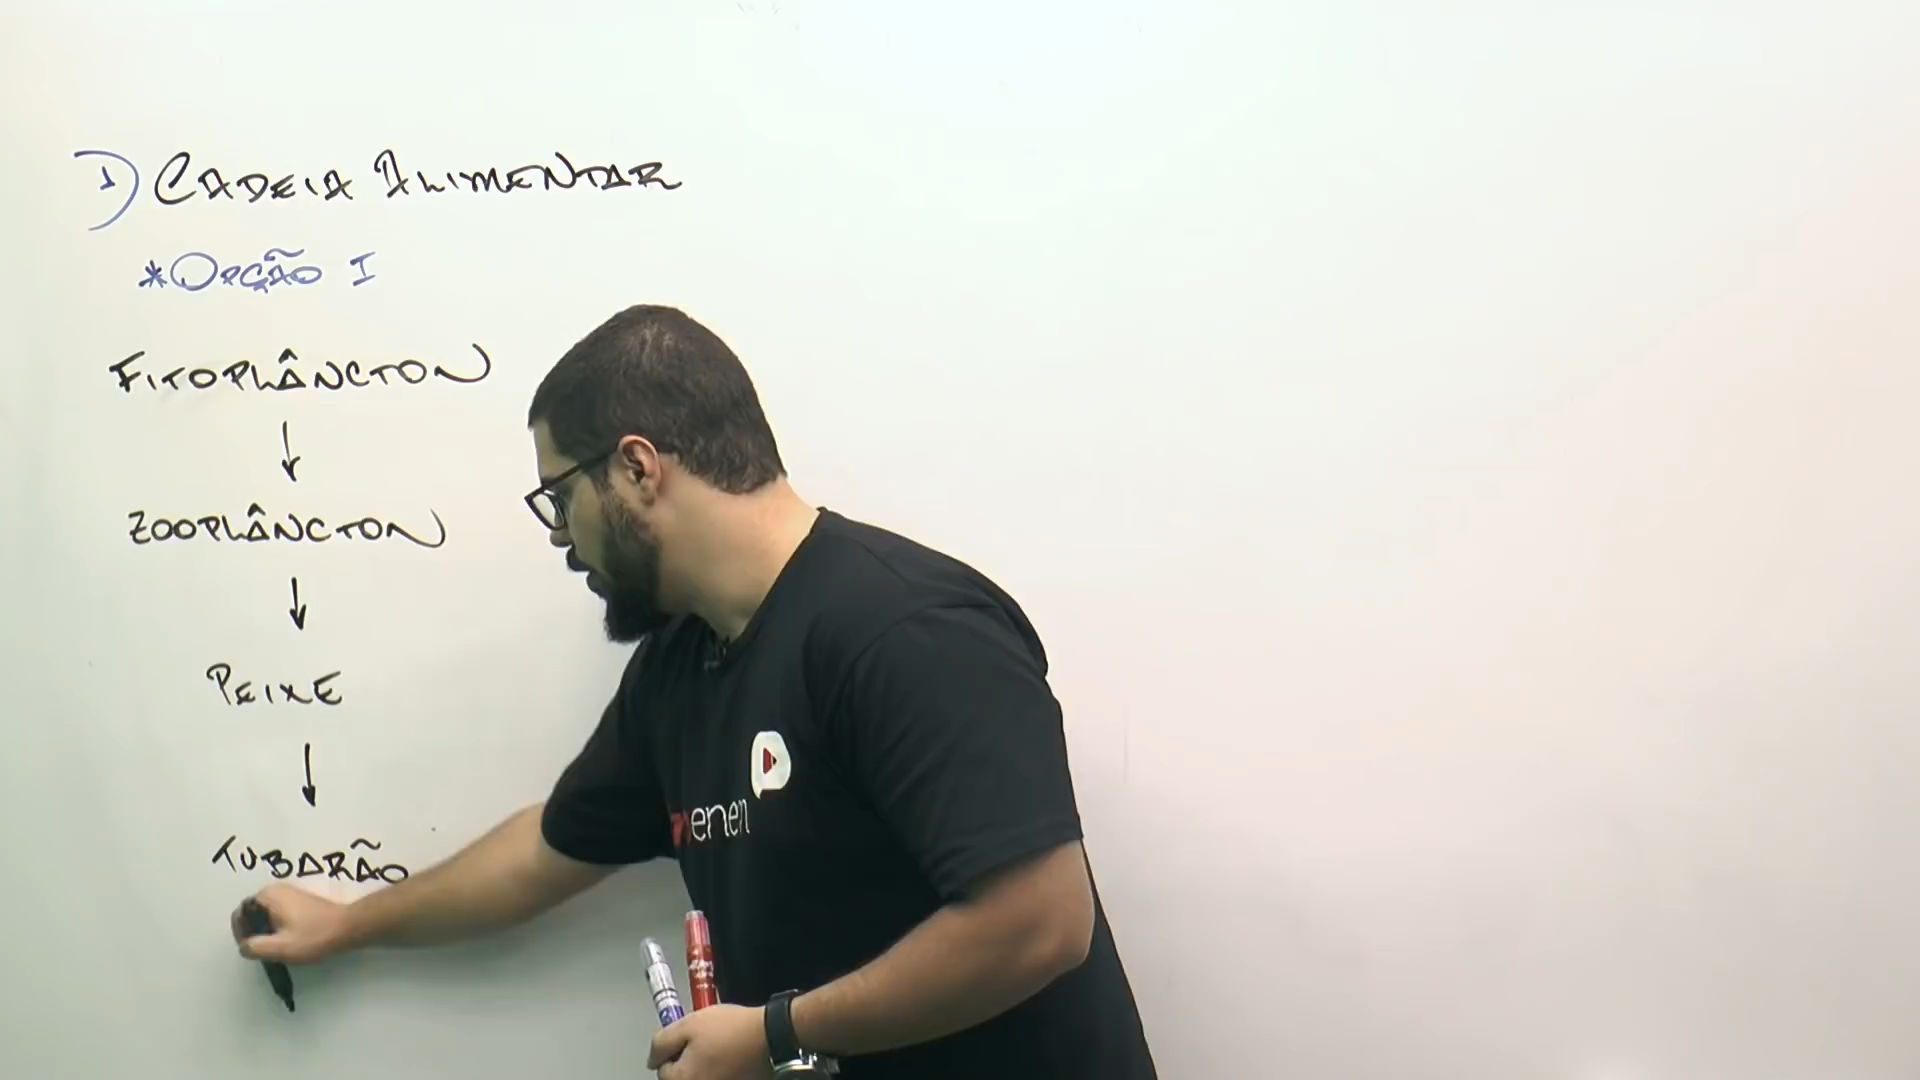 1) CADEIA ALIMENTAR
*OPÇÃO I
FITOPLÂNCTON
↓
ZOOPLÂNCTON
↓
PEIXE
↓
TUBARÃO
enem